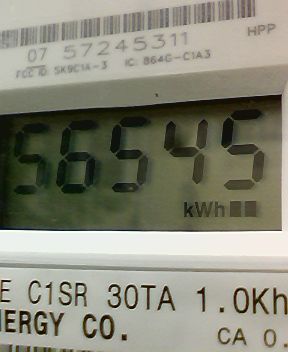 HPP
07 57245311
FCC ID: SK9C1A-3 IC: 864G-C1A3
56545
kWh
E C1SR 30TA 1.0Kh
NERGY CO. CA 0.